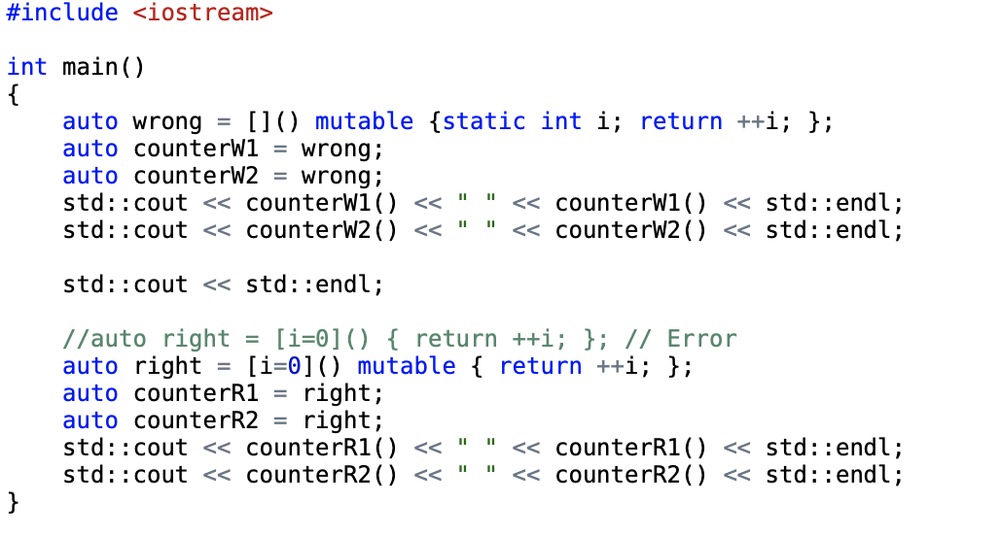 #include <iostream>

int main()
{
    auto wrong = []() mutable {static int i; return ++i; };
    auto counterW1 = wrong;
    auto counterW2 = wrong;
    std::cout << counterW1() << " " << counterW1() << std::endl;
    std::cout << counterW2() << " " << counterW2() << std::endl;

    std::cout << std::endl;

    //auto right = [i=0]() { return ++i; }; // Error
    auto right = [i=0]() mutable { return ++i; };
    auto counterR1 = right;
    auto counterR2 = right;
    std::cout << counterR1() << " " << counterR1() << std::endl;
    std::cout << counterR2() << " " << counterR2() << std::endl;
}